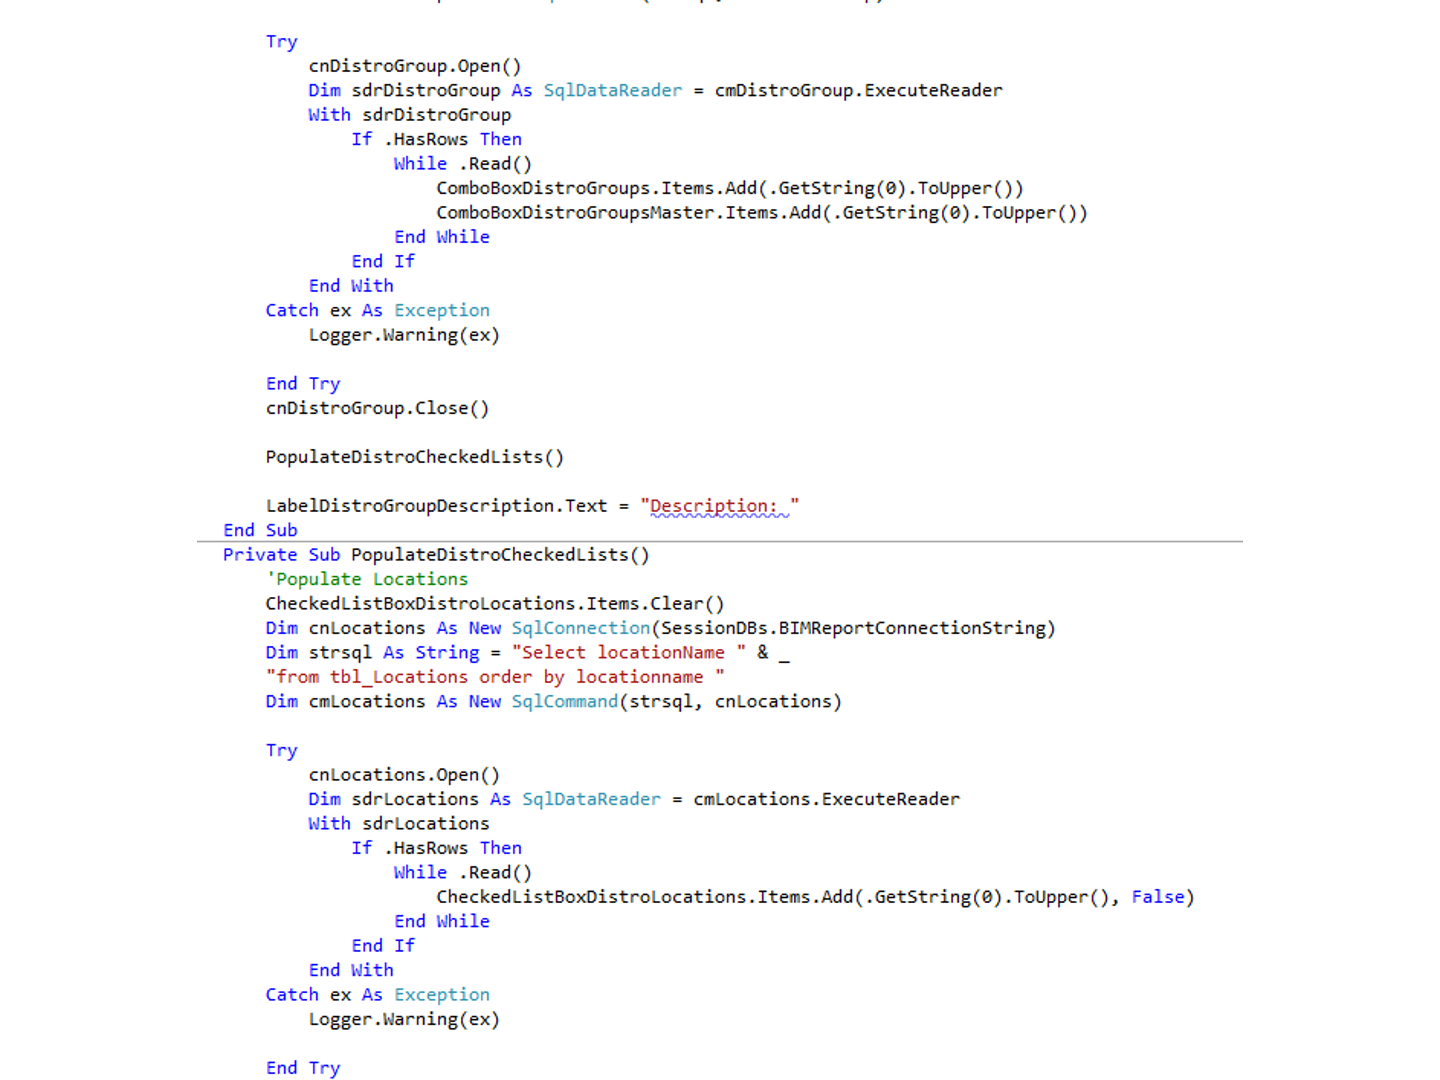 Try
cnDistroGroup.Open()
Dim sdrDistroGroup As SqlDataReader = cmDistroGroup.ExecuteReader
With sdrDistroGroup
If .HasRows Then
While .Read()
ComboBoxDistroGroups.Items.Add(.GetString(0).ToUpper())
ComboBoxDistroGroupsMaster.Items.Add(.GetString(0).ToUpper())
End While
End If
End With
Catch ex As Exception
Logger.Warning(ex)
End Try
cnDistroGroup.Close()
PopulateDistroCheckedLists()
LabelDistroGroupDescription.Text = "Description: "
End Sub
Private Sub PopulateDistroCheckedLists()
'Populate Locations
CheckedListBoxDistroLocations.Items.Clear()
Dim cnLocations As New SqlConnection(SessionDBs.BIMReportConnectionString)
Dim strsql As String = "Select locationName " & _
"from tbl_Locations order by locationname "
Dim cmLocations As New SqlCommand(strsql, cnLocations)
Try
cnLocations.Open()
Dim sdrLocations As SqlDataReader = cmLocations.ExecuteReader
With sdrLocations
If .HasRows Then
While .Read()
CheckedListBoxDistroLocations.Items.Add(.GetString(0).ToUpper(), False)
End While
End If
End With
Catch ex As Exception
Logger.Warning(ex)
End Try